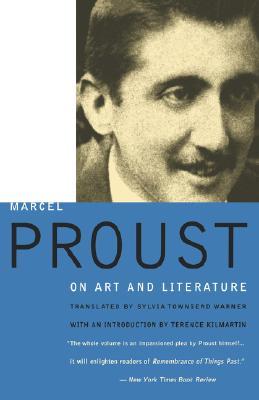 MARCEL
PROUST
ON ART AND LITERATURE
TRANSLATED BY SYLVIA TOWNSEND WARNER
WITH AN INTRODUCTION BY TERENCE KILMARTIN
"The whole volume is an impassioned plea by Proust himself...
it will enlighten readers of Remembrance of Things Past."
— New York Times Book Review